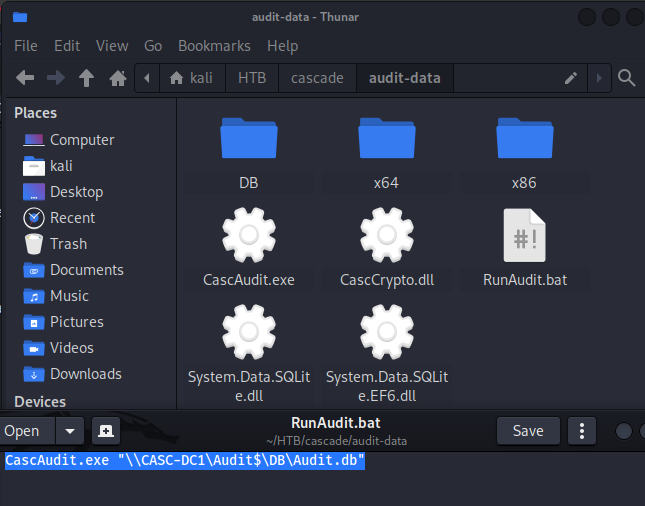 audit-data - Thunar
File Edit View Go Bookmarks Help
kali HTB cascade audit-data
Places
Computer
kali
Desktop
Recent
Trash
Documents
Music
Pictures
Videos
Downloads
Devices
DB x64 x86
CascAudit.exe CascCrypto.dll RunAudit.bat
#!
System.Data.SQLit System.Data.SQLit
e.dll e.EF6.dll
Open RunAudit.bat Save
~/HTB/cascade/audit-data
CascAudit.exe "\\CASC-DC1\Audit$\DB\Audit.db"